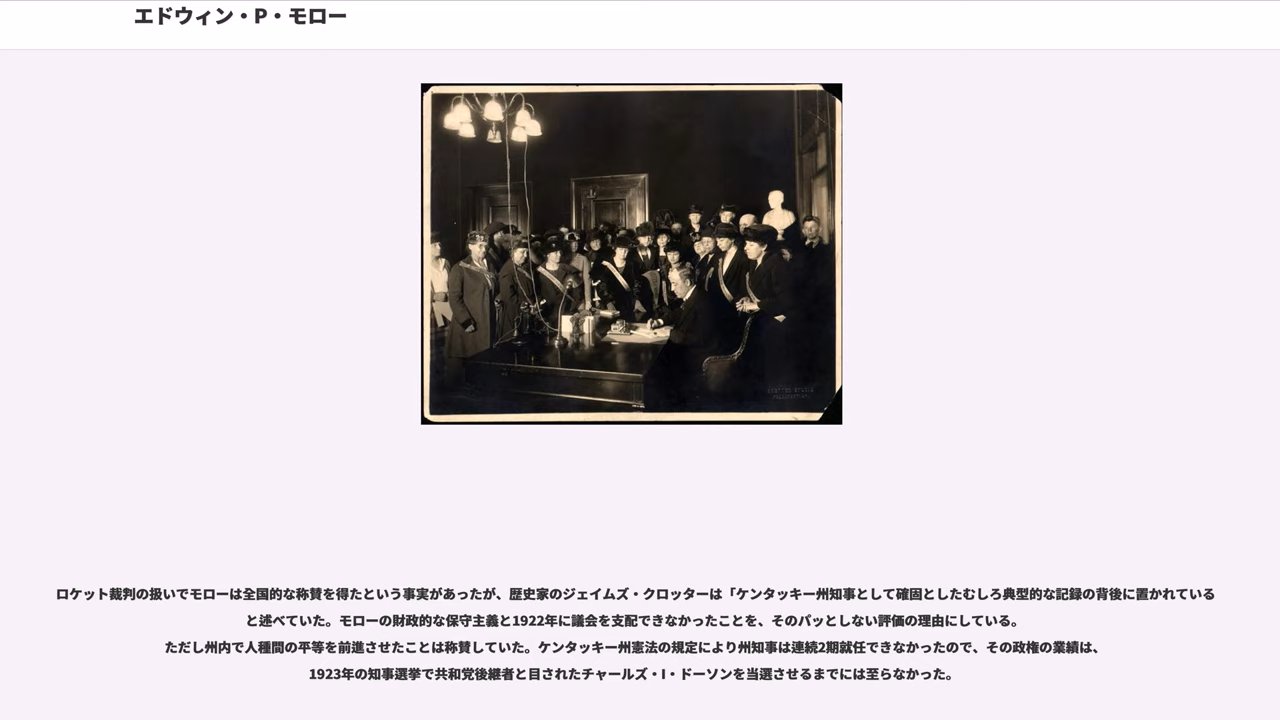 エドウィン・P・モロー
ロケット裁判の扱いでモローは全国的な称賛を得たという事実があったが、歴史家のジェイムズ・クロッターは「ケンタッキー州知事として確固としたむしろ典型的な記録の背後に置かれている
と述べていた。モローの財政的な保守主義と1922年に議会を支配できなかったことを、そのパッとしない評価の理由にしている。
ただし州内で人種間の平等を前進させたことは称賛していた。ケンタッキー州憲法の規定により州知事は連続2期就任できなかったので、その政権の業績は、
1923年の知事選挙で共和党後継者と目されたチャールズ・I・ドーソンを当選させるまでには至らなかった。